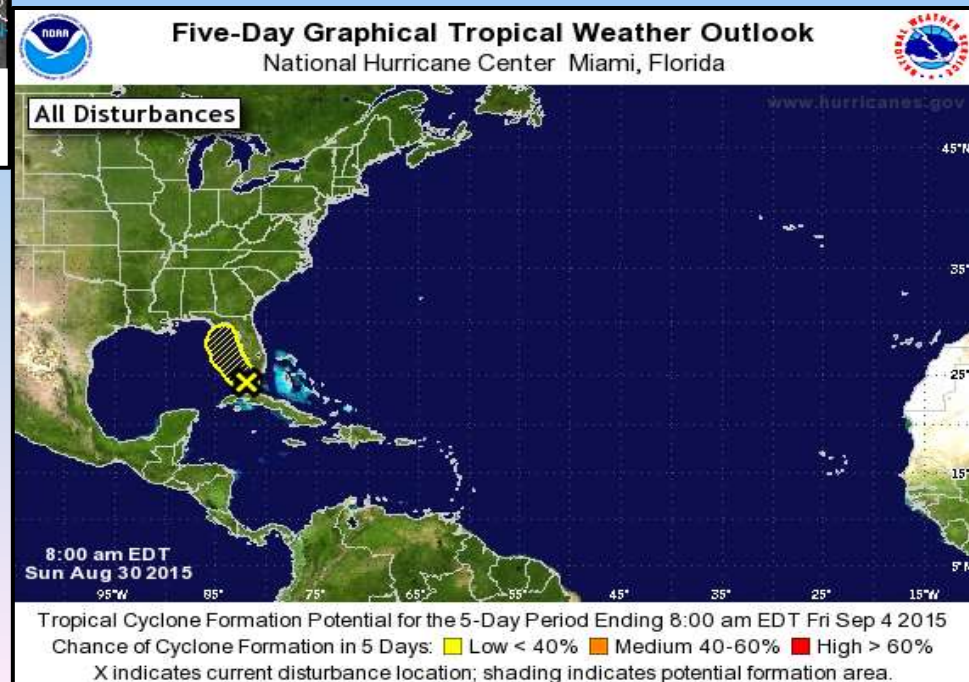 NOAA
Five-Day Graphical Tropical Weather Outlook
National Hurricane Center Miami, Florida
NATIONAL WEATHER SERVICE
All Disturbances
www.hurricanes.gov
45°N
35°
25°
15°
5°N
8:00 am EDT
Sun Aug 30 2015
95°W 85° 75° 65° 55° 45° 35° 25° 15°W
Tropical Cyclone Formation Potential for the 5-Day Period Ending 8:00 am EDT Fri Sep 4 2015
Chance of Cyclone Formation in 5 Days: Low < 40% Medium 40-60% High > 60%
X indicates current disturbance location; shading indicates potential formation area.